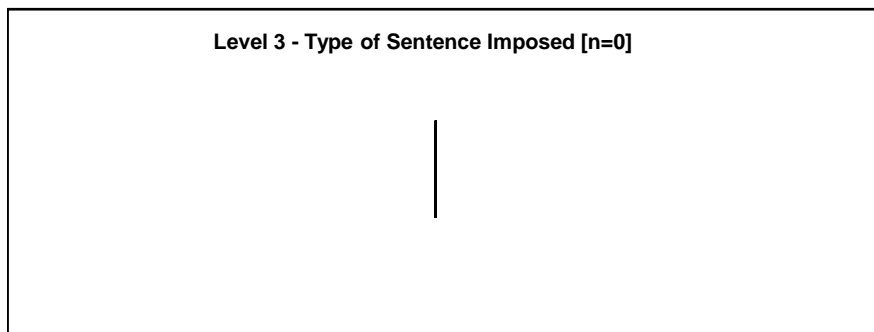 Level 3 - Type of Sentence Imposed [n=0]